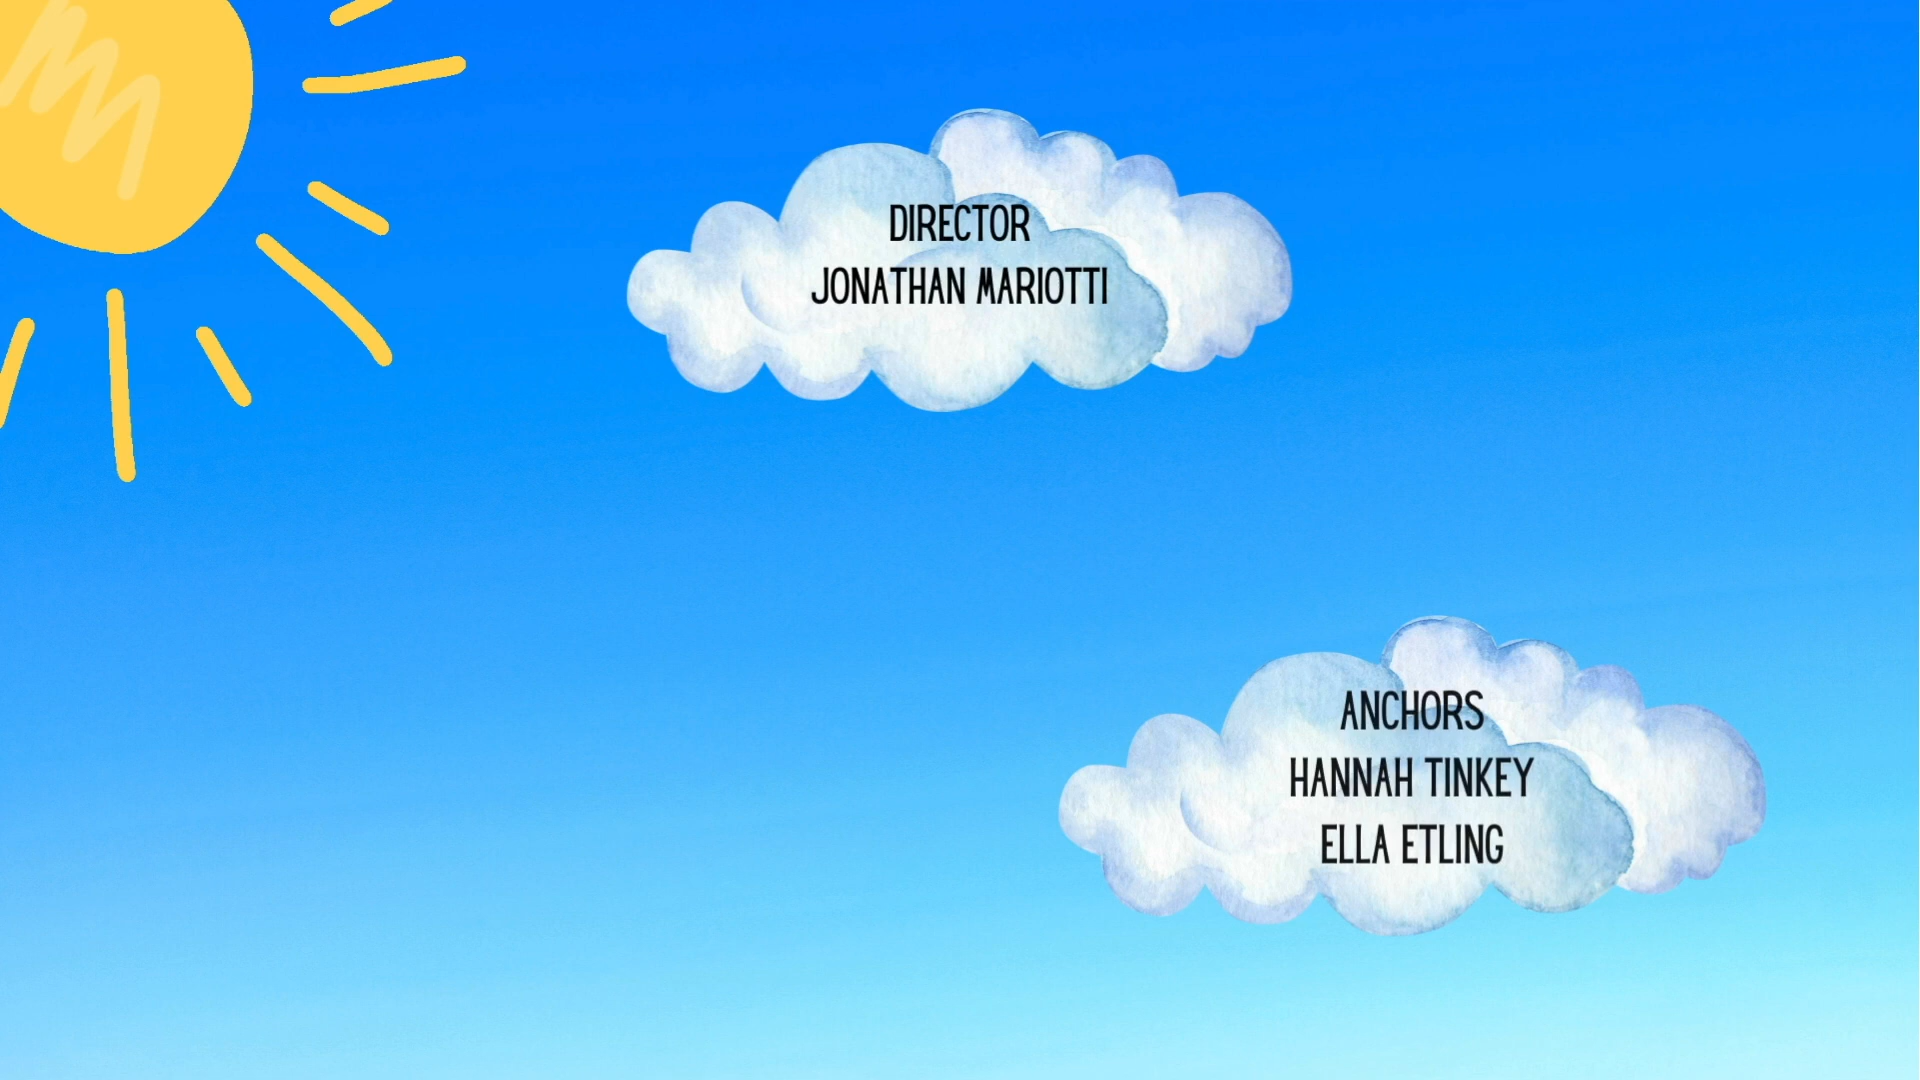 DIRECTOR
JONATHAN MARIOTTI
ANCHORS
HANNAH TINKEY
ELLA ETLING